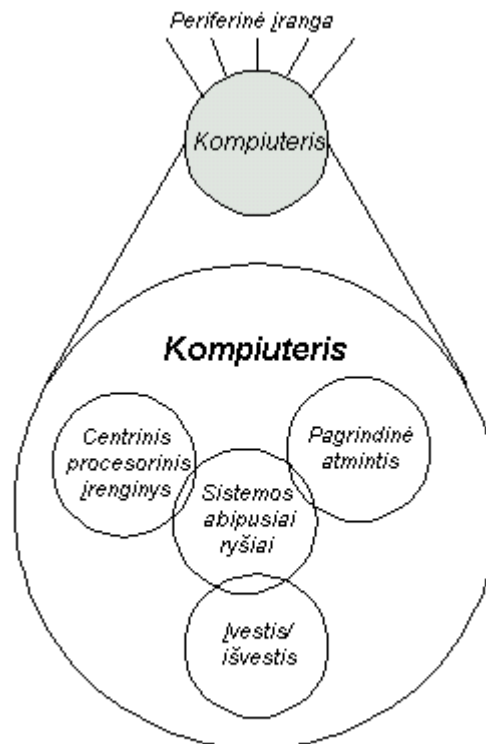 Periferinė įranga
Kompiuteris
Kompiuteris
Centrinis
procesorinis
įrenginys
Pagrindinė
atmintis
Sistemos
abipusiai
ryšiai
Įvestis/
išvestis